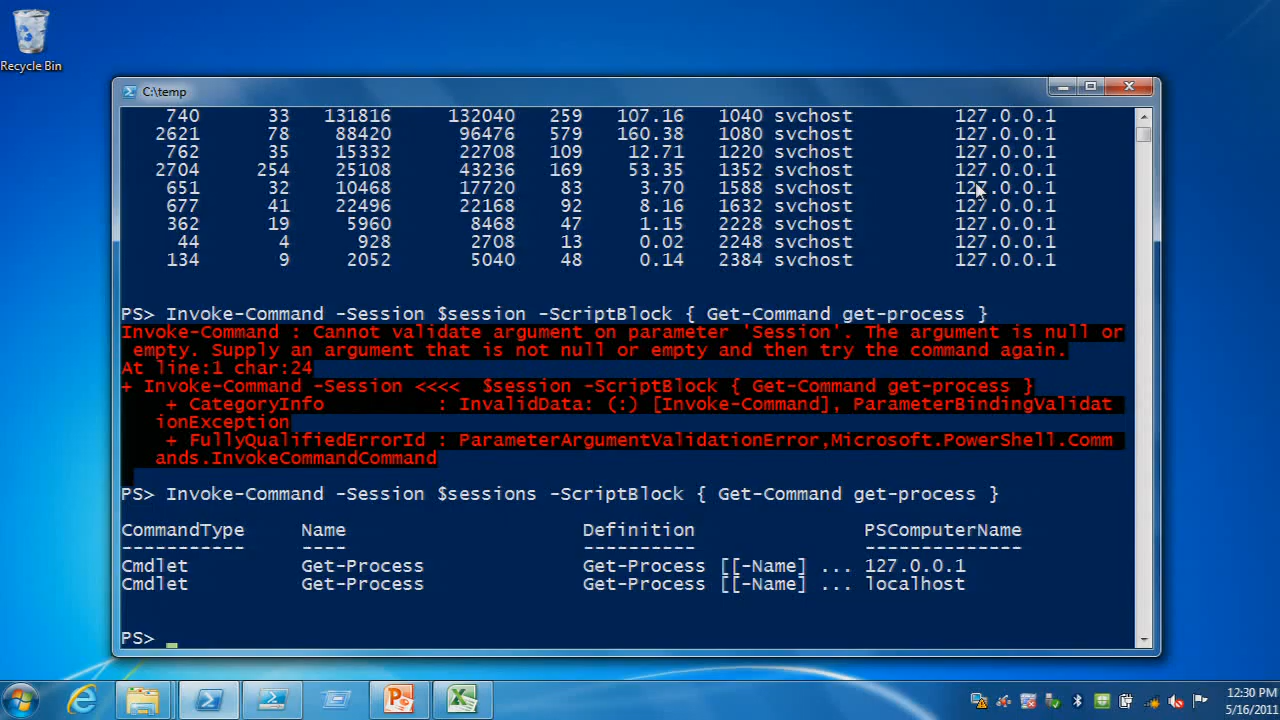 Recycle Bin
C:\temp
740 33 131816 132040 259 107.16 1040 svchost 127.0.0.1
2621 78 88420 96476 579 160.38 1080 svchost 127.0.0.1
762 35 15332 22708 109 12.71 1220 svchost 127.0.0.1
2704 254 25108 43236 169 53.35 1352 svchost 127.0.0.1
651 32 10468 17720 83 3.70 1588 svchost 127.0.0.1
677 41 22496 22168 92 8.16 1632 svchost 127.0.0.1
362 19 5960 8468 47 1.15 2228 svchost 127.0.0.1
44 4 928 2708 13 0.02 2248 svchost 127.0.0.1
134 9 2052 5040 48 0.14 2384 svchost 127.0.0.1
PS> Invoke-Command -Session $session -ScriptBlock { Get-Command get-process }
Invoke-Command : Cannot validate argument on parameter 'Session'. The argument is null or
empty. Supply an argument that is not null or empty and then try the command again.
At line:1 char:24
+ Invoke-Command -Session <<<< $session -ScriptBlock { Get-Command get-process }
+ CategoryInfo : InvalidData: (:) [Invoke-Command], ParameterBindingValidat
ionException
+ FullyQualifiedErrorId : ParameterArgumentValidationError,Microsoft.PowerShell.Comm
ands.InvokeCommandCommand
PS> Invoke-Command -Session $sessions -ScriptBlock { Get-Command get-process }
CommandType Name Definition PSComputerName
----------- ---- ---------- --------------
Cmdlet Get-Process Get-Process [[-Name] ... 127.0.0.1
Cmdlet Get-Process Get-Process [[-Name] ... localhost
PS> _
12:30 PM
5/16/2011